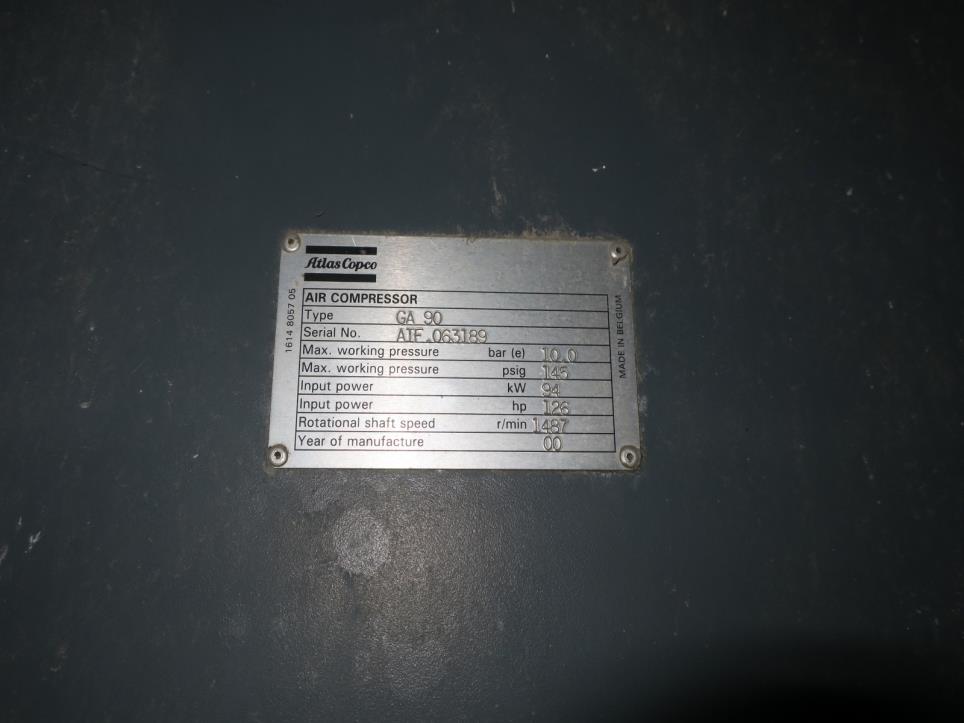 Atlas Copco
AIR COMPRESSOR
Type GA 90
Serial No. AIF.063189
Max. working pressure bar (e) 10.0
Max. working pressure psig 145
Input power kW 94
Input power hp 126
Rotational shaft speed r/min 1487
Year of manufacture 00
1614 8057 05
MADE IN BELGIUM